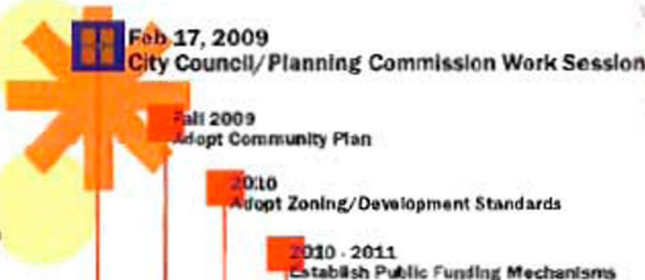 Feb 17, 2009
City Council/Planning Commission Work Session
Fall 2009
Adopt Community Plan
2010
Adopt Zoning/Development Standards
2010 - 2011
Establish Public Funding Mechanisms